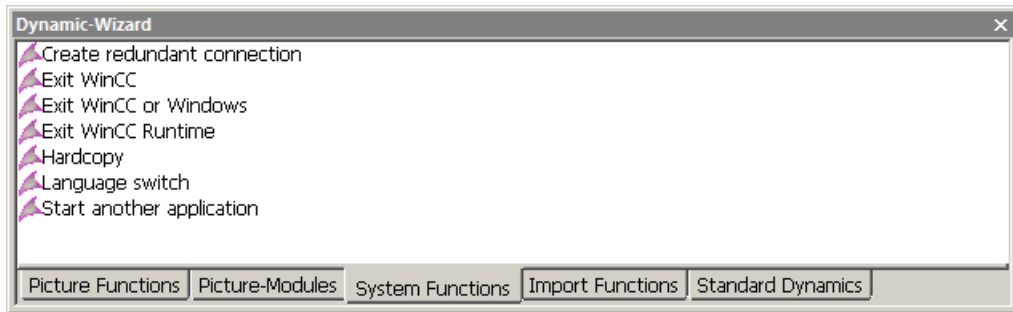 Dynamic-Wizard
Create redundant connection
Exit WinCC
Exit WinCC or Windows
Exit WinCC Runtime
Hardcopy
Language switch
Start another application
Picture Functions Picture-Modules System Functions Import Functions Standard Dynamics